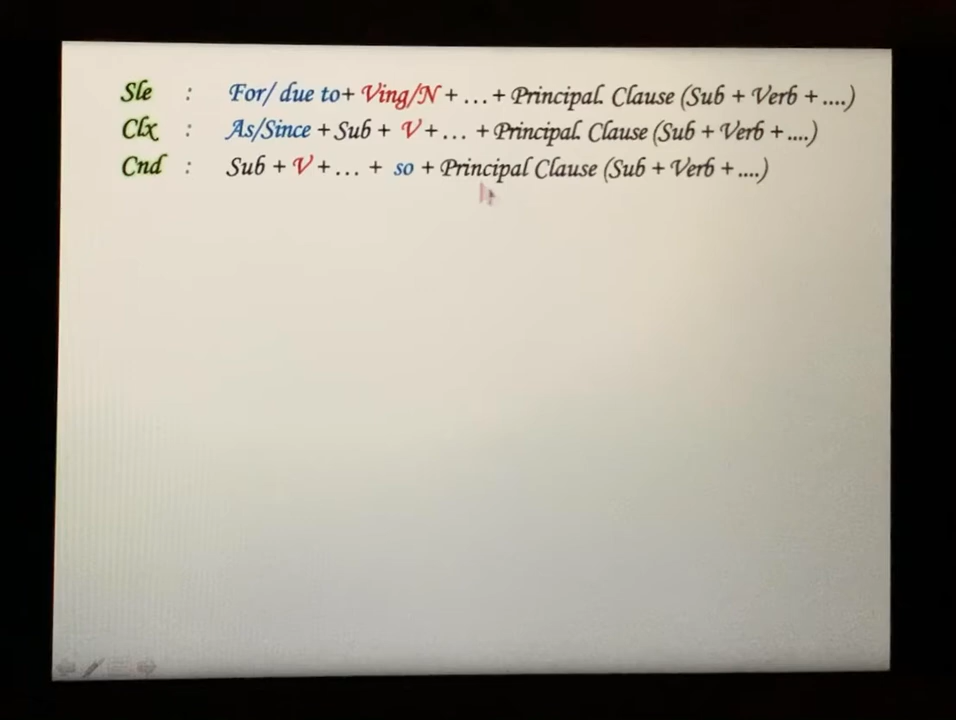 Sle : For/ due to+ Ving/N + ...+ Principal. Clause (Sub + Verb + ....)
Clx : As/Since + Sub + V + ... + Principal. Clause (Sub + Verb + ....)
Cnd : Sub + V + ... + so + Principal Clause (Sub + Verb + ....)